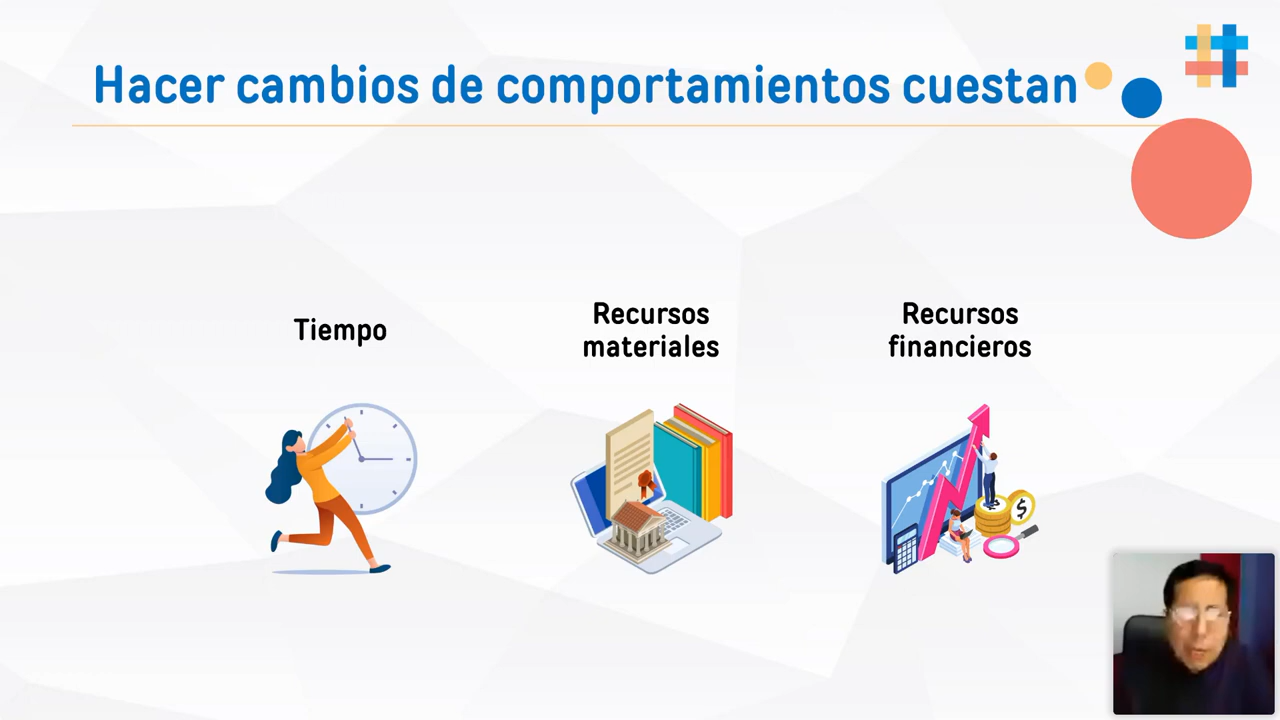 Hacer cambios de comportamientos cuestan
Tiempo
Recursos
materiales
Recursos
financieros
$